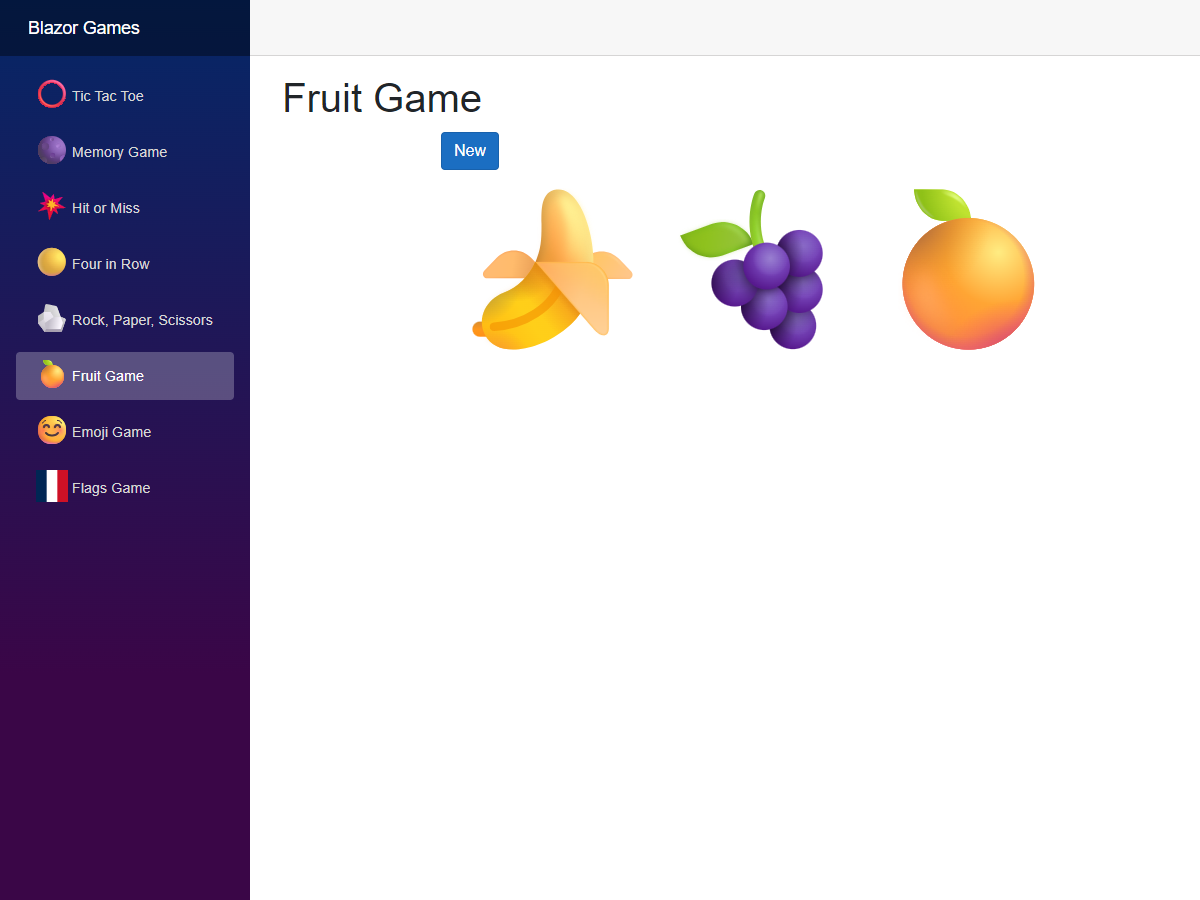 Blazor Games
Tic Tac Toe
Memory Game
Hit or Miss
Four in Row
Rock, Paper, Scissors
Fruit Game
Emoji Game
Flags Game
Fruit Game
New